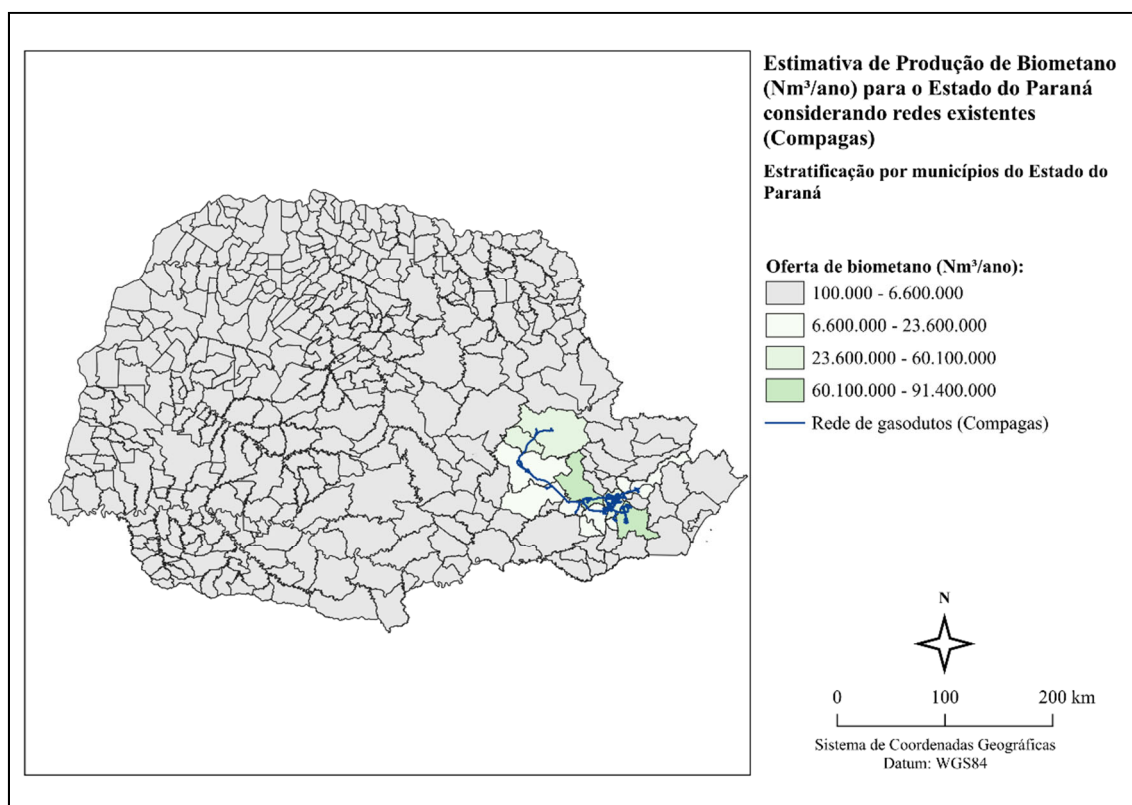 Estimativa de Produção de Biometano
(Nm³/ano) para o Estado do Paraná
considerando redes existentes
(Compagas)
Estratificação por municípios do Estado do
Paraná
Oferta de biometano (Nm³/ano):
100.000 - 6.600.000
6.600.000 - 23.600.000
23.600.000 - 60.100.000
60.100.000 - 91.400.000
Rede de gasodutos (Compagas)
N
0 100 200 km
Sistema de Coordenadas Geográficas
Datum: WGS84